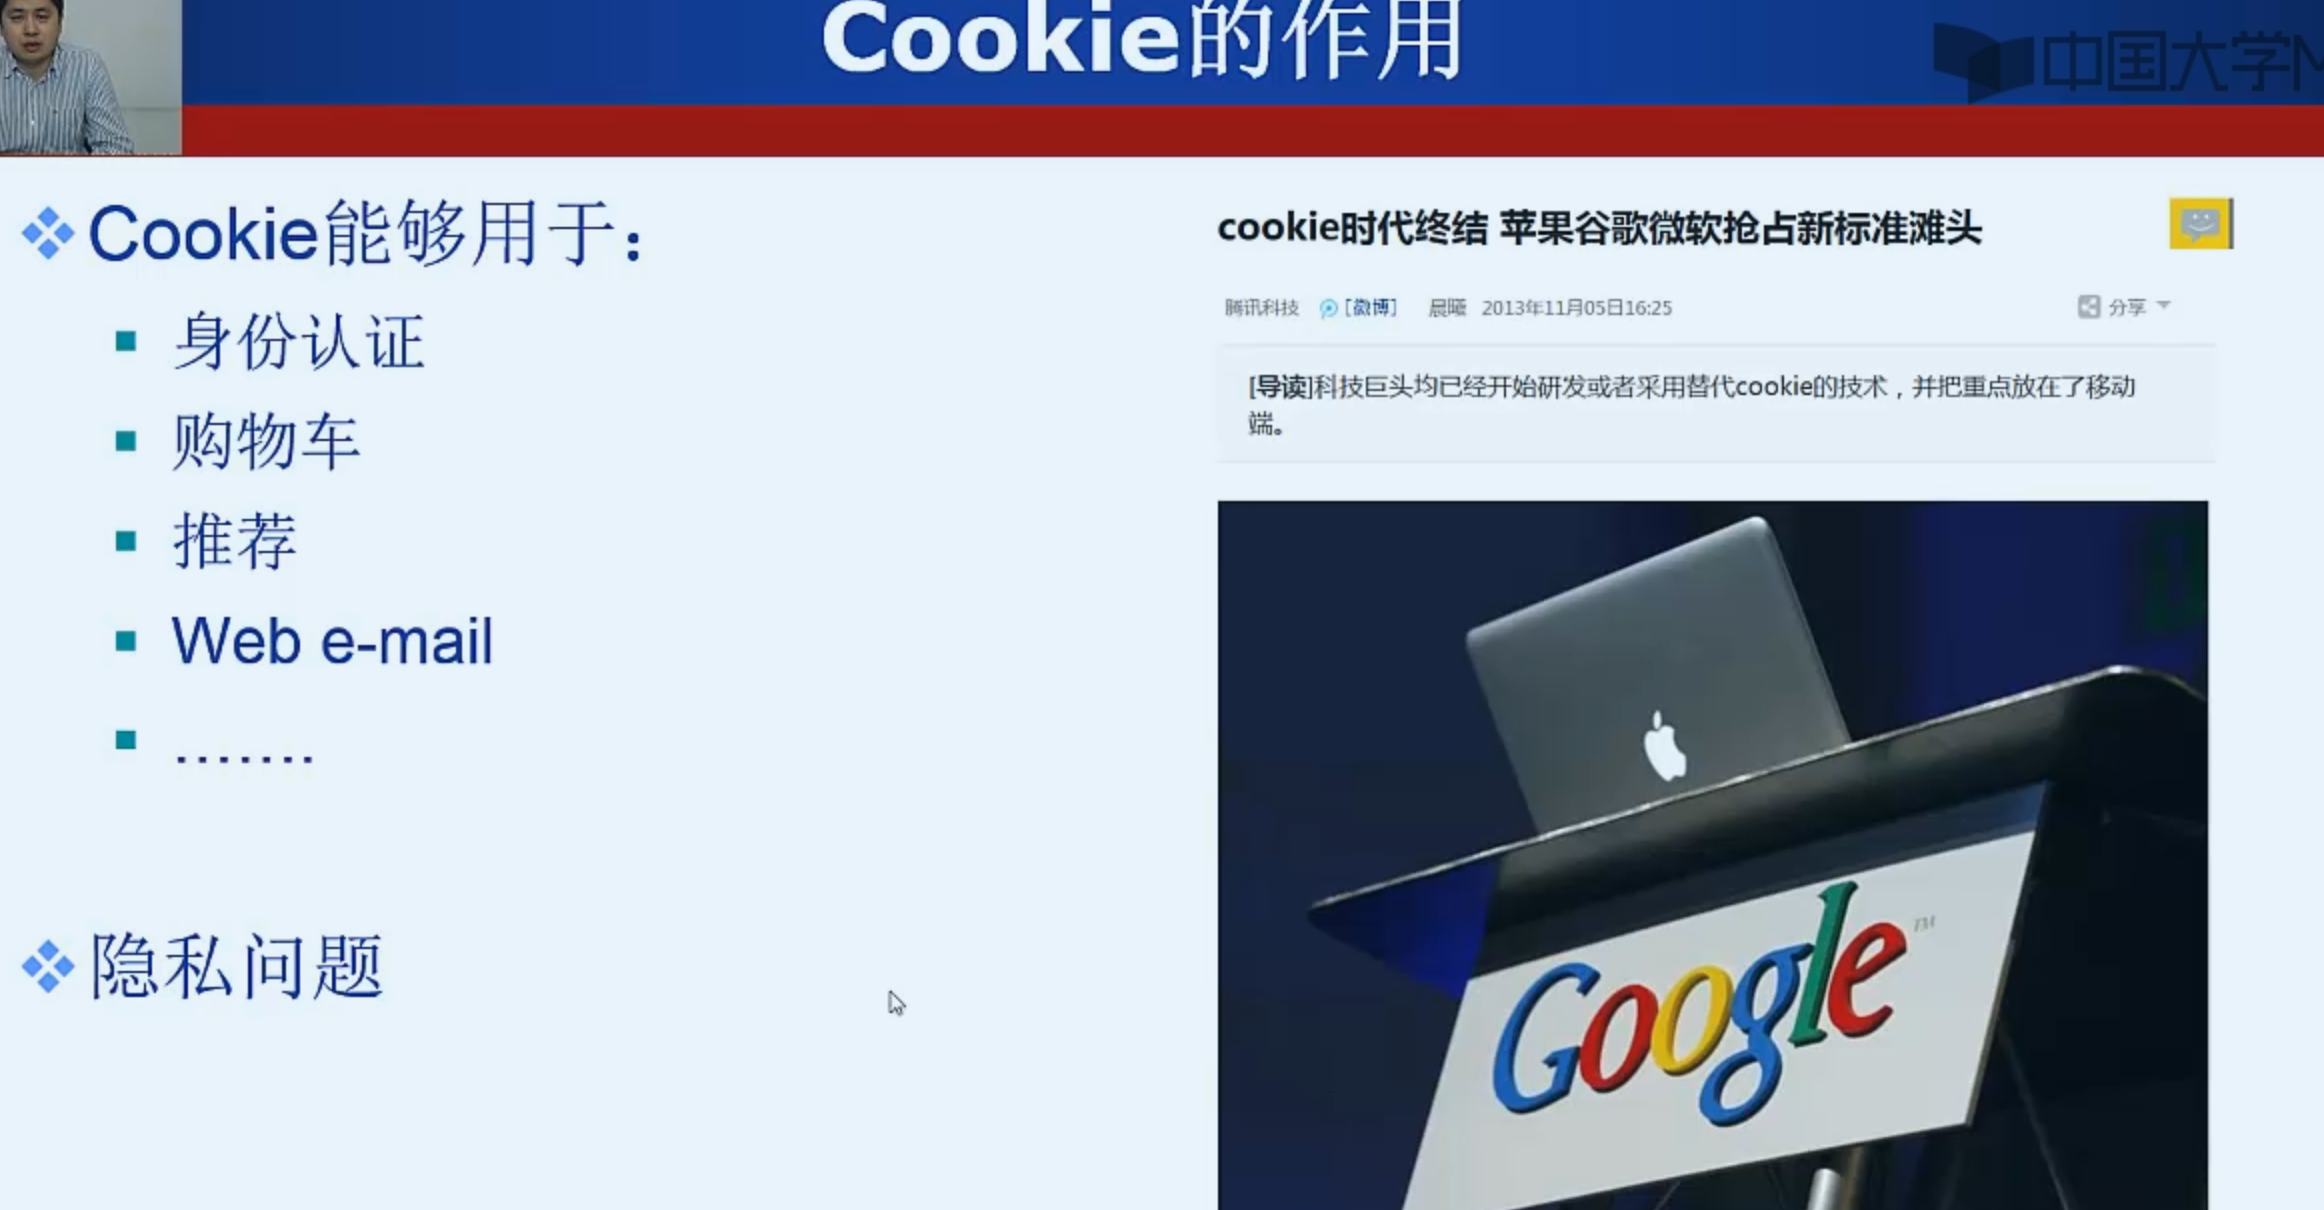 Cookie的作用
中国大学M
Cookie能够用于：
身份认证
购物车
推荐
Web e-mail
.......
隐私问题
cookie时代终结 苹果谷歌微软抢占新标准滩头
腾讯科技 [微博] 晨曦 2013年11月05日16:25 分享
[导读]科技巨头均已经开始研发或者采用替代cookie的技术，并把重点放在了移动
端。
Google™